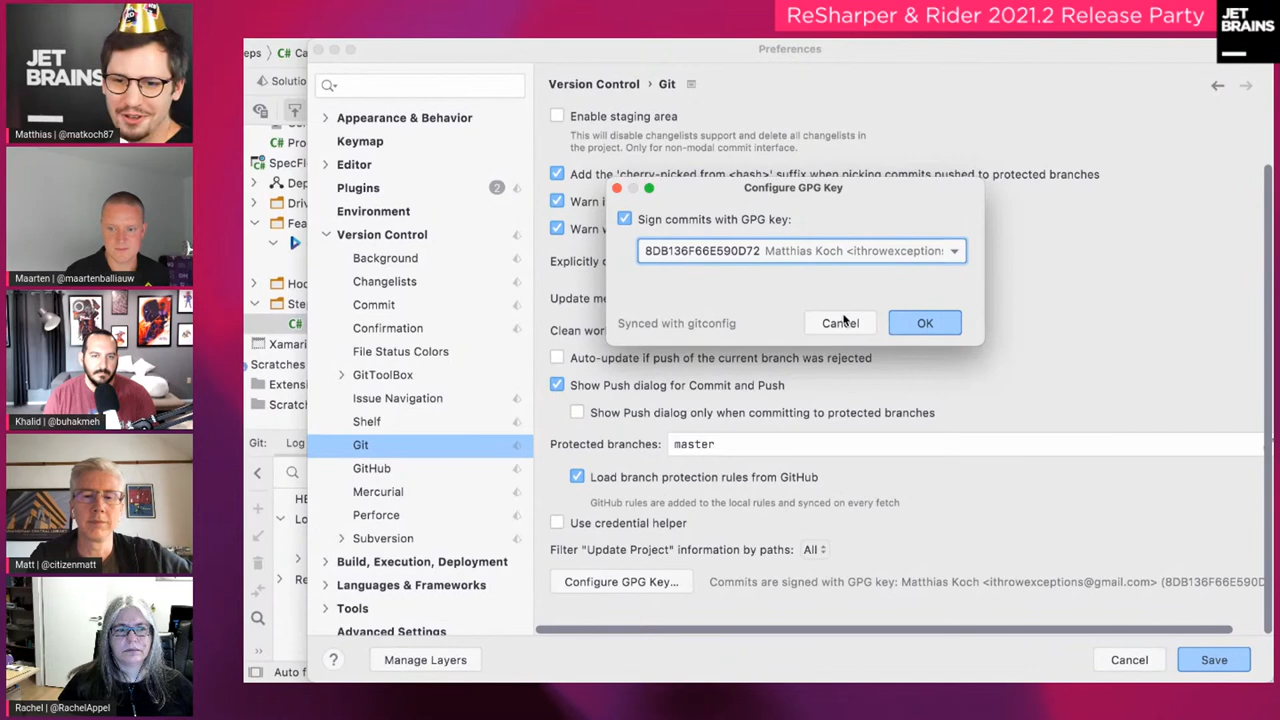 ReSharper & Rider 2021.2 Release Party
JET
BRAINS
JET
BRAINS
Matthias | @matkoch87
Maarten | @maartenballiauw
Khalid | @buhakmeh
Matt | @citizenmatt
Rachel | @RachelAppel
eps › C# Ca
Solutio
Pro
SpecFl
Dep
Driv
Fea
Hoo
Ste
C#
Xamari
Scratches
Extensi
Scratch
Git: Log
HE
Lo
Re
Auto f
Preferences
Appearance & Behavior
Keymap
Editor
Plugins 2
Environment
Version Control
Background
Changelists
Commit
Confirmation
File Status Colors
GitToolBox
Issue Navigation
Shelf
Git
GitHub
Mercurial
Perforce
Subversion
Build, Execution, Deployment
Languages & Frameworks
Tools
Advanced Settings
? Manage Layers
Version Control › Git
Enable staging area
This will disable changelists support and delete all changelists in
the project. Only for non-modal commit interface.
Add the 'cherry-picked from <hash>' suffix when picking commits pushed to protected branches
Warn i
Warn w
Explicitly c
Update me
Clean wor
Configure GPG Key
Sign commits with GPG key:
8DB136F66E590D72 Matthias Koch <ithrowexception:
Synced with gitconfig Cancel OK
Auto-update if push of the current branch was rejected
Show Push dialog for Commit and Push
Show Push dialog only when committing to protected branches
Protected branches: master
Load branch protection rules from GitHub
GitHub rules are added to the local rules and synced on every fetch
Use credential helper
Filter "Update Project" information by paths: All
Configure GPG Key... Commits are signed with GPG key: Matthias Koch <ithrowexceptions@gmail.com> (8DB136F66E590D
Cancel Save